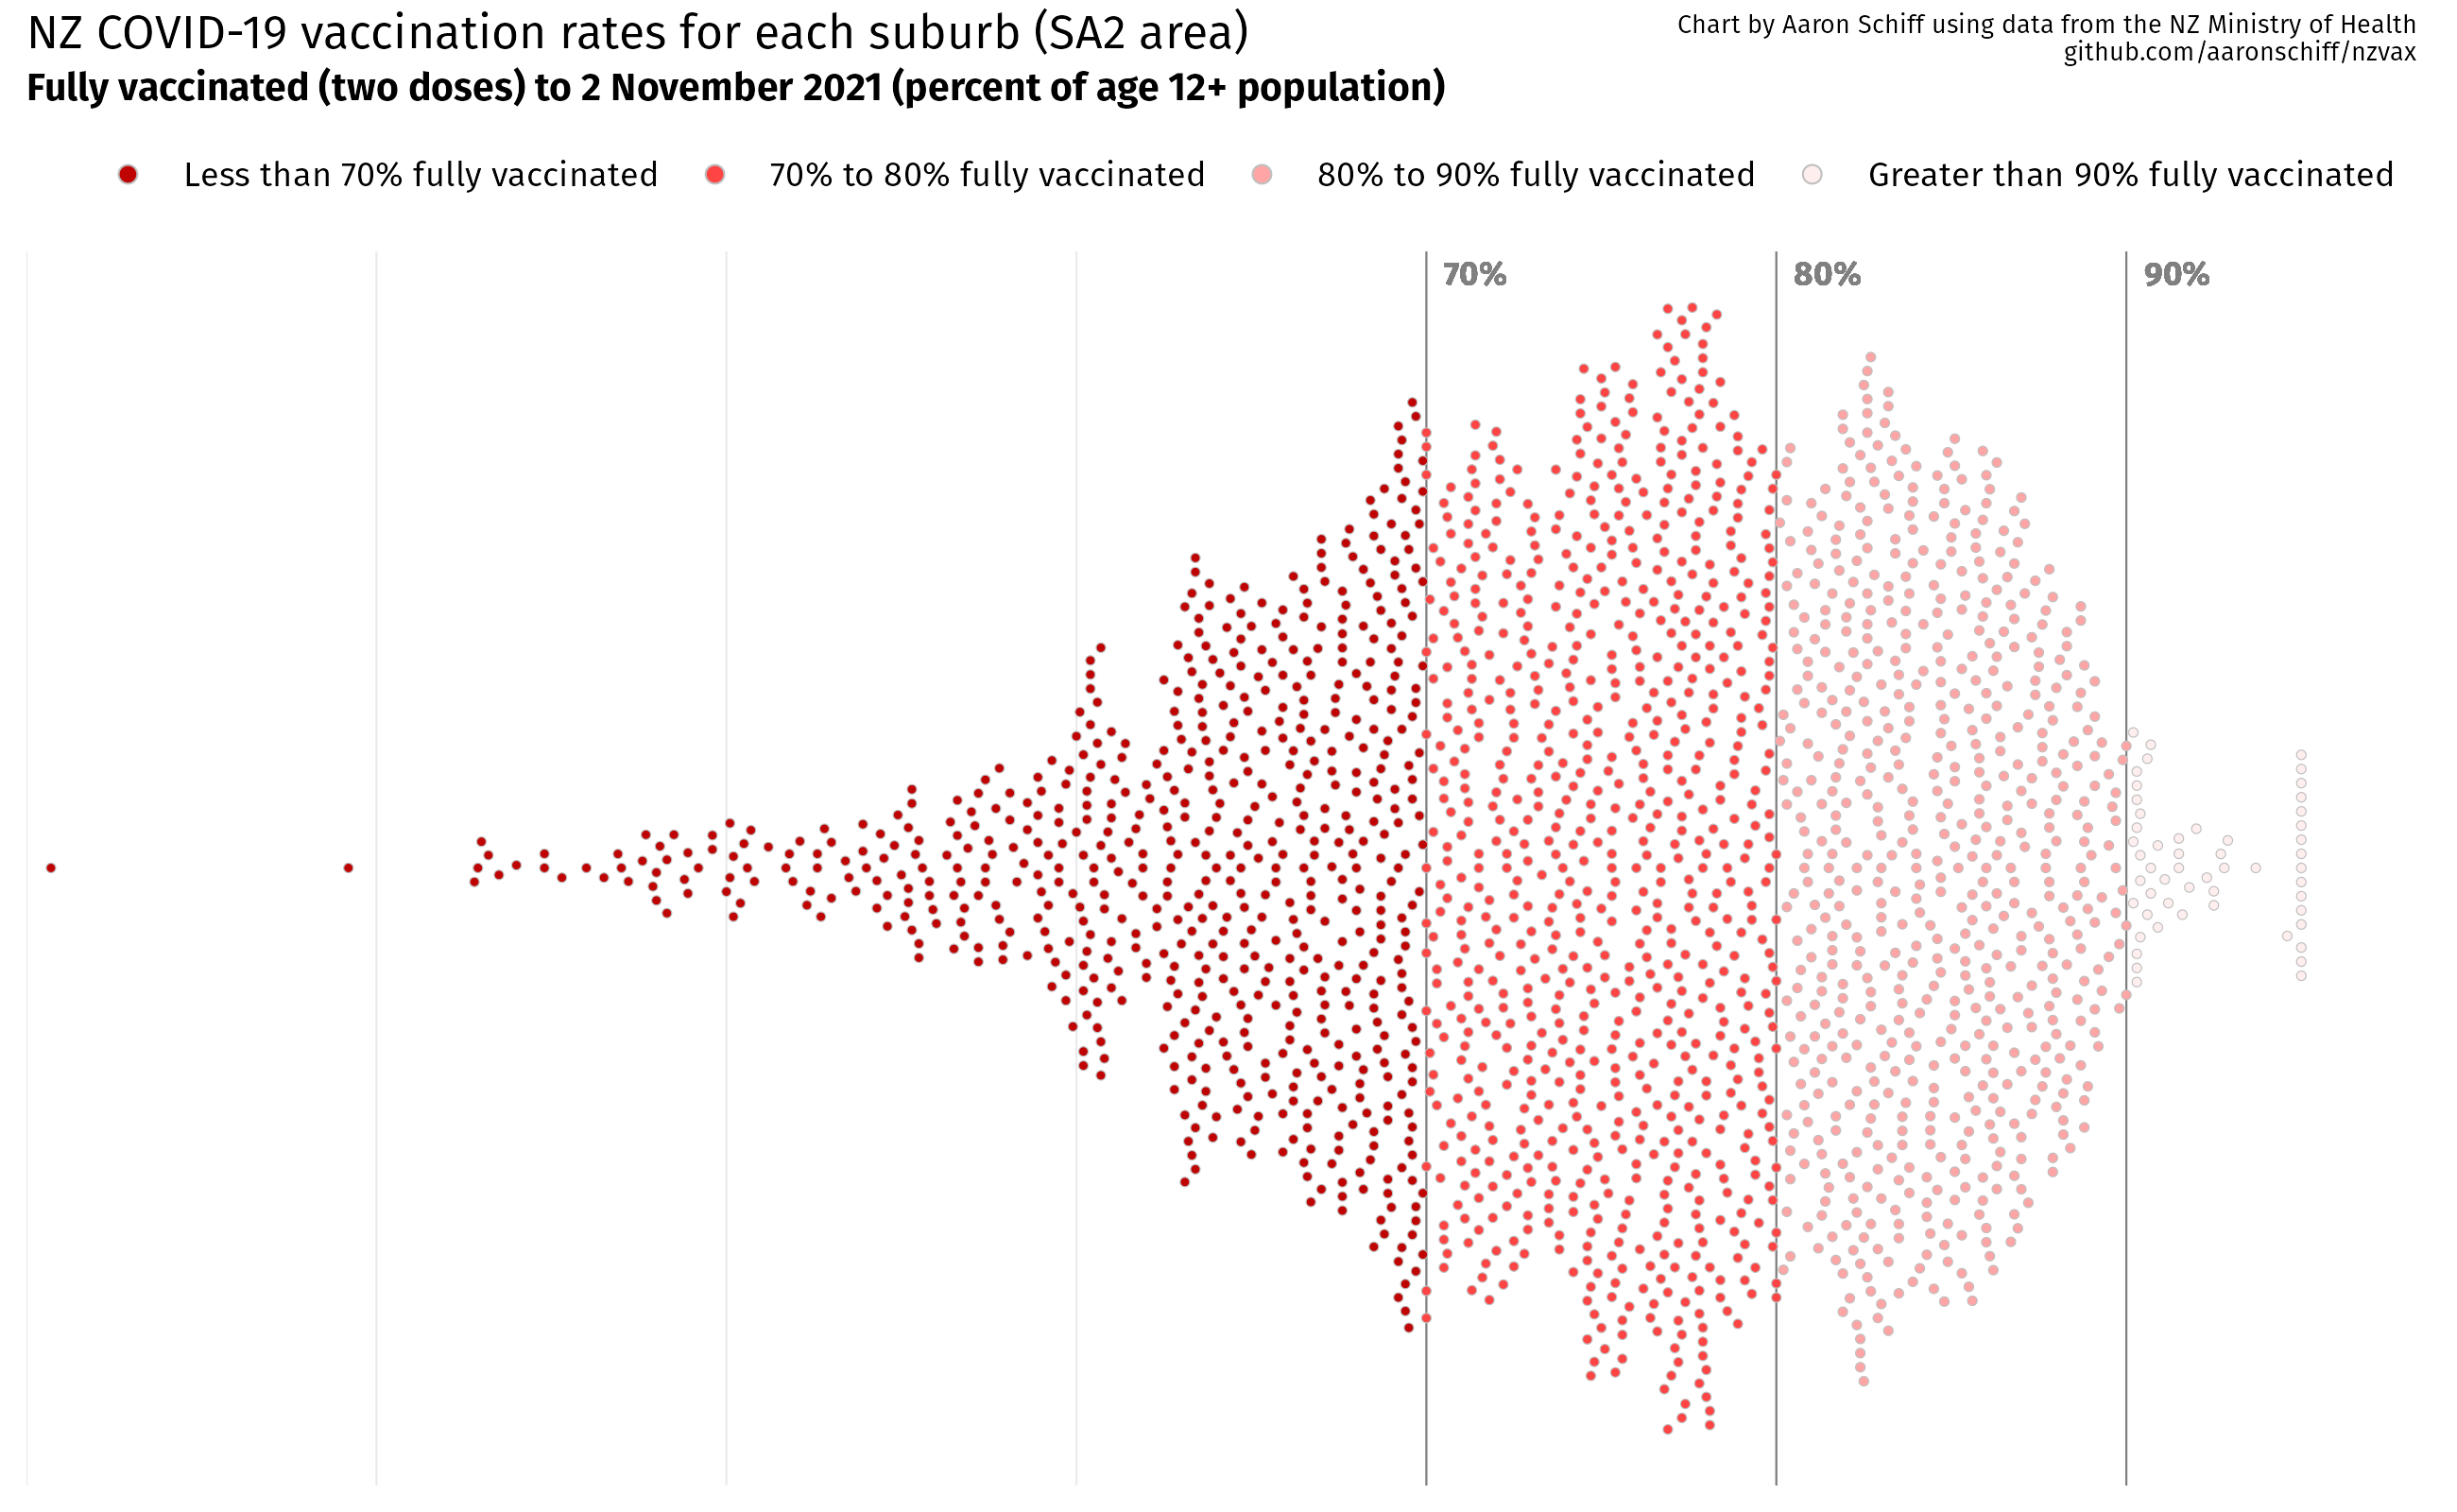 NZ COVID-19 vaccination rates for each suburb (SA2 area)
Fully vaccinated (two doses) to 2 November 2021 (percent of age 12+ population)
Chart by Aaron Schiff using data from the NZ Ministry of Health
github.com/aaronschiff/nzvax
Less than 70% fully vaccinated
70% to 80% fully vaccinated
80% to 90% fully vaccinated
Greater than 90% fully vaccinated
70%
80%
90%